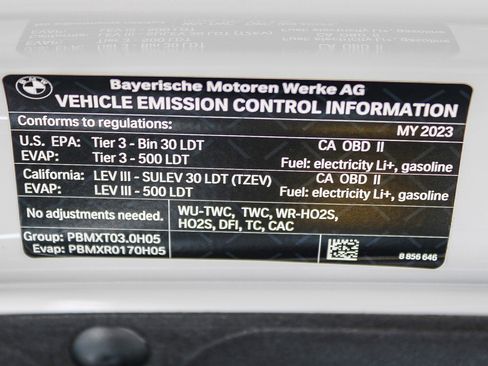 BMW
Bayerische Motoren Werke AG
VEHICLE EMISSION CONTROL INFORMATION
Conforms to regulations: MY 2023
U.S. EPA: Tier 3 - Bin 30 LDT CA OBD II
EVAP: Tier 3 - 500 LDT Fuel: electricity Li+, gasoline
California: LEV III - SULEV 30 LDT (TZEV) CA OBD II
EVAP: LEV III - 500 LDT Fuel: electricity Li+, gasoline
No adjustments needed. WU-TWC, TWC, WR-HO2S,
HO2S, DFI, TC, CAC
Group: PBMXT03.0H05
Evap: PBMXR0170H05
8 856 646